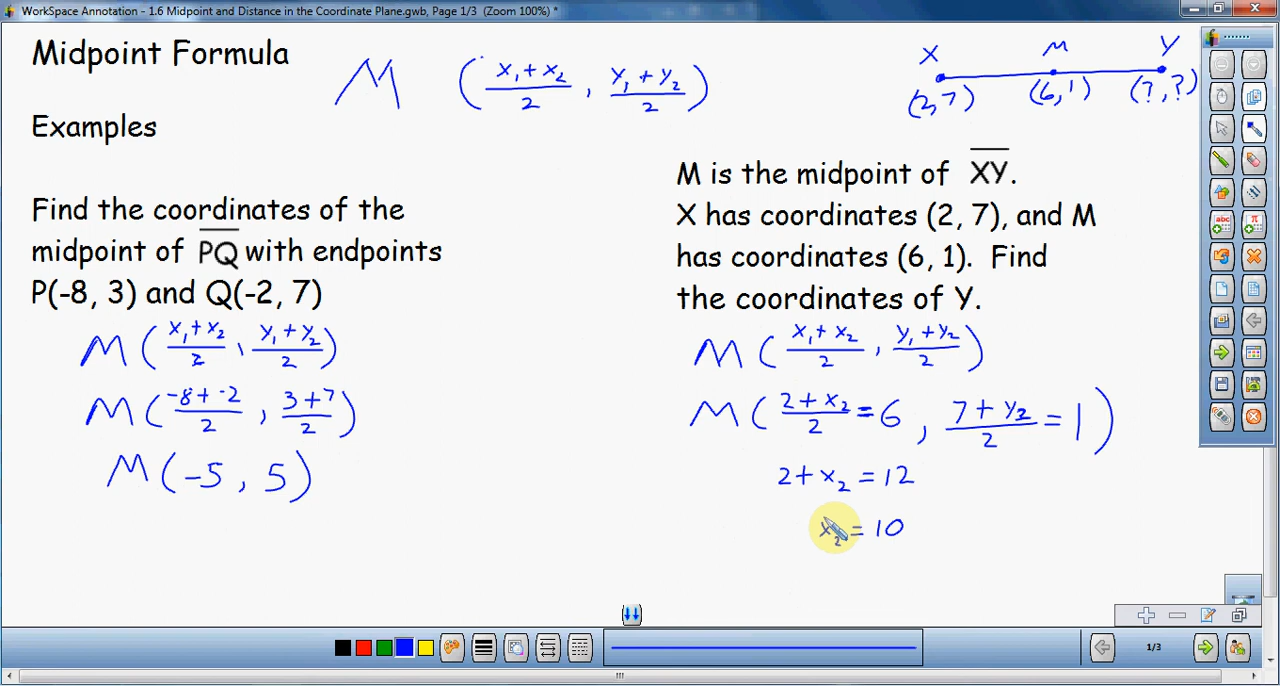 WorkSpace Annotation - 1.6 Midpoint and Distance in the Coordinate Plane.gwb, Page 1/3 (Zoom 100%) *
Midpoint Formula
M ( (x₁ + x₂)/2 , (y₁ + y₂)/2 )
X M Y
(2,7) (6,1) (?,?)
Examples
Find the coordinates of the
midpoint of PQ with endpoints
P(-8, 3) and Q(-2, 7)
M ( (x₁ + x₂)/2 , (y₁ + y₂)/2 )
M ( (-8 + -2)/2 , (3 + 7)/2 )
M (-5 , 5)
M is the midpoint of XY.
X has coordinates (2, 7), and M
has coordinates (6, 1). Find
the coordinates of Y.
M ( (x₁ + x₂)/2 , (y₁ + y₂)/2 )
M ( (2 + x₂)/2 = 6 , (7 + y₂)/2 = 1 )
2 + x₂ = 12
x₂ = 10
abc
π
1/3